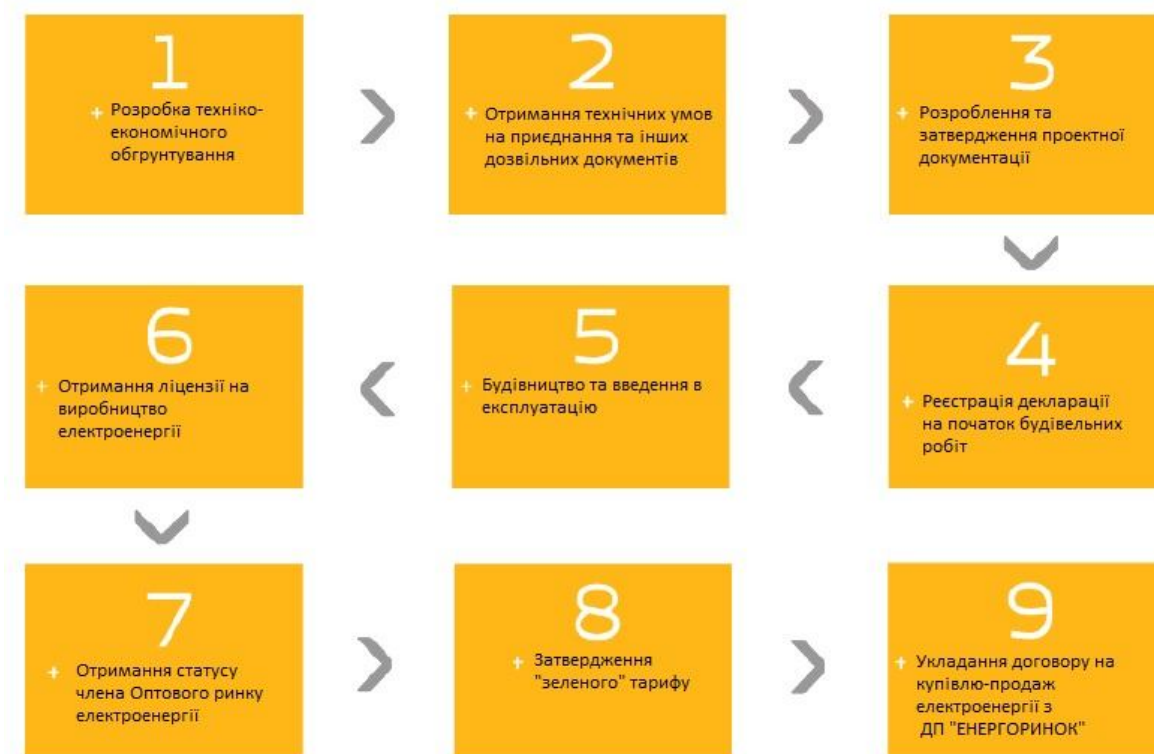 1
+ Розробка техніко-
економічного
обгрунтування
2
+ Отримання технічних умов
на приєднання та інших
дозвільних документів
3
+ Розроблення та
затвердження проектної
документації
4
+ Реєстрація декларації
на початок будівельних
робіт
5
+ Будівництво та введення в
експлуатацію
6
+ Отримання ліцензії на
виробництво
електроенергії
7
+ Отримання статусу
члена Оптового ринку
електроенергії
8
+ Затвердження
"зеленого" тарифу
9
+ Укладання договору на
купівлю-продаж
електроенергії з
ДП "ЕНЕРГОРИНОК"